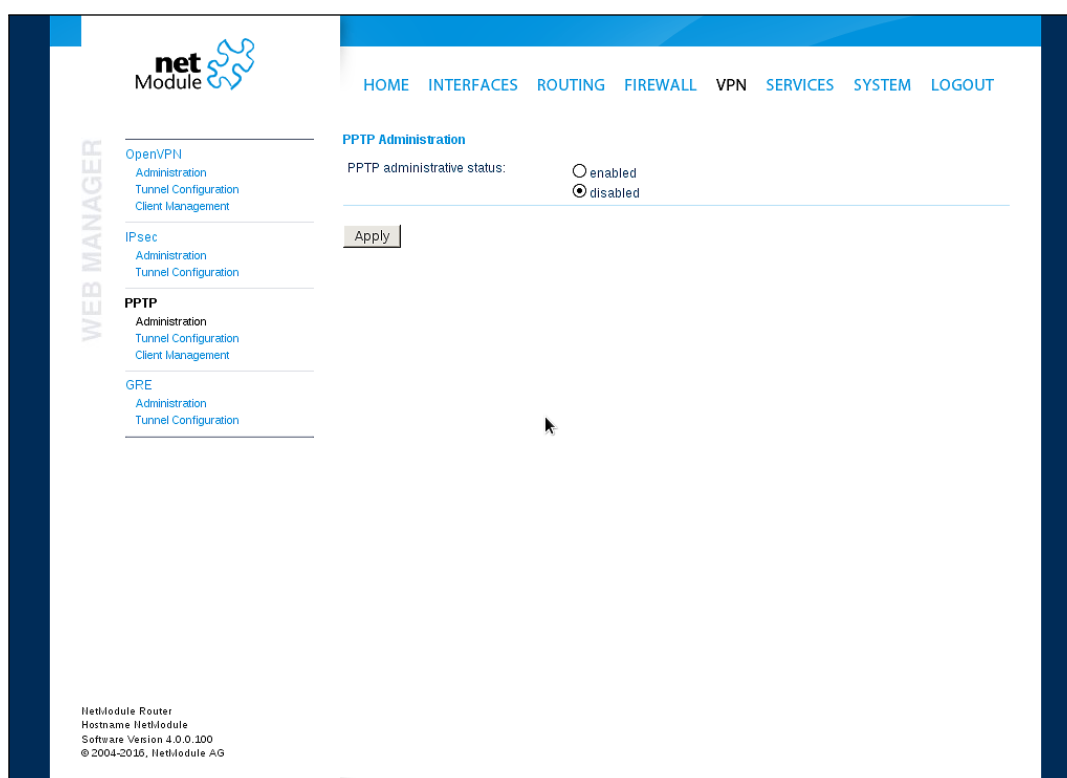 net
Module
HOME INTERFACES ROUTING FIREWALL VPN SERVICES SYSTEM LOGOUT
WEB MANAGER
OpenVPN
Administration
Tunnel Configuration
Client Management
IPsec
Administration
Tunnel Configuration
PPTP
Administration
Tunnel Configuration
Client Management
GRE
Administration
Tunnel Configuration
PPTP Administration
PPTP administrative status:
enabled
disabled
Apply
NetModule Router
Hostname NetModule
Software Version 4.0.0.100
© 2004-2016, NetModule AG